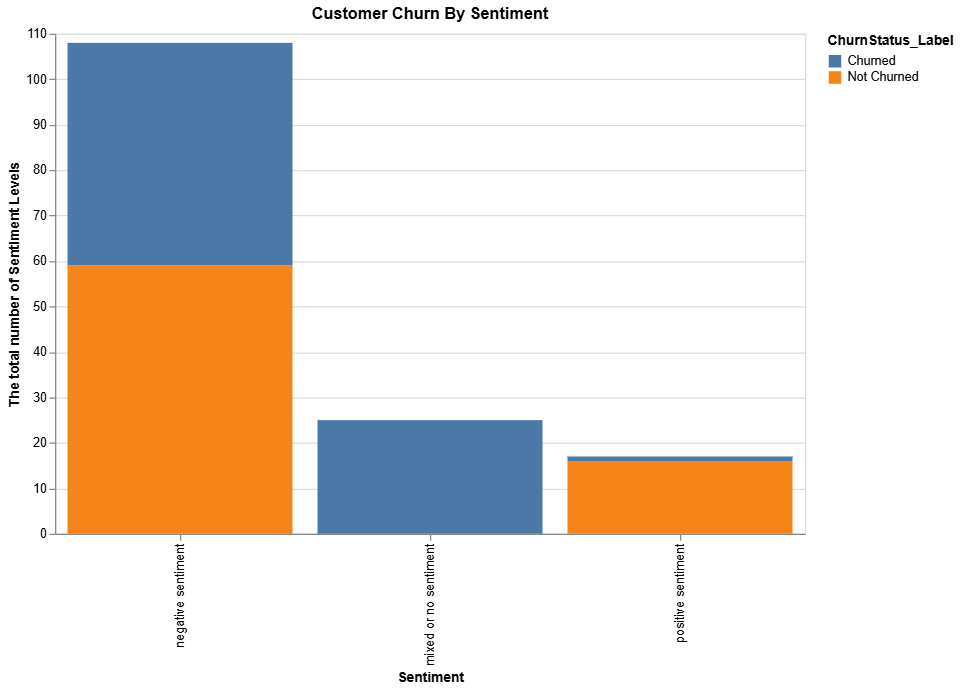 Customer Churn By Sentiment
ChurnStatus_Label
Churned
Not Churned
The total number of Sentiment Levels
110
100
90
80
70
60
50
40
30
20
10
0
negative sentiment
mixed or no sentiment
positive sentiment
Sentiment